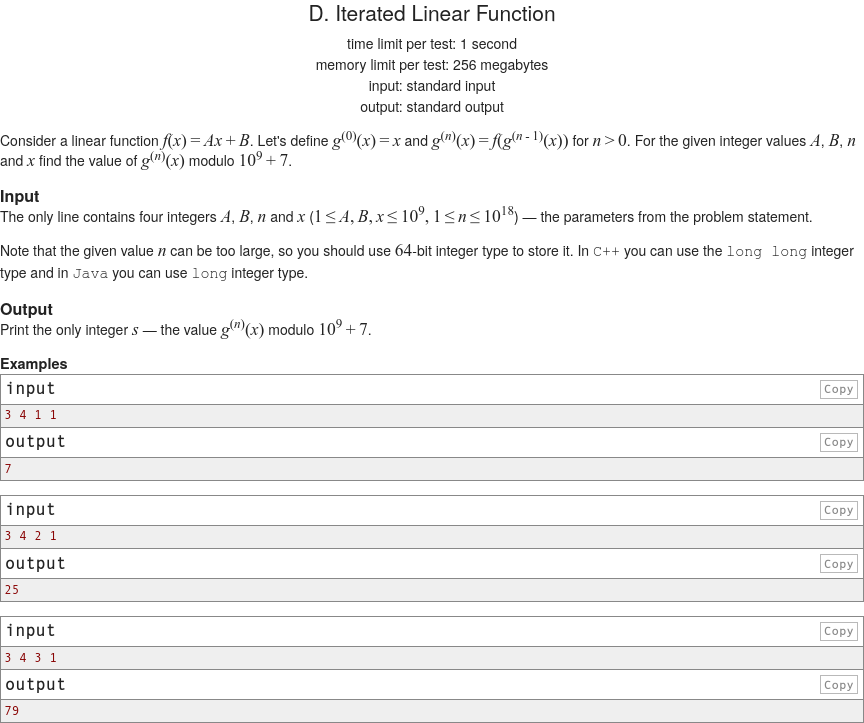 D. Iterated Linear Function
time limit per test: 1 second
memory limit per test: 256 megabytes
input: standard input
output: standard output
Consider a linear function f(x) = Ax + B. Let's define g^(0)(x) = x and g^(n)(x) = f(g^(n - 1)(x)) for n > 0. For the given integer values A, B, n
and x find the value of g^(n)(x) modulo 10^9 + 7.
Input
The only line contains four integers A, B, n and x (1 ≤ A, B, x ≤ 10^9, 1 ≤ n ≤ 10^18) — the parameters from the problem statement.
Note that the given value n can be too large, so you should use 64-bit integer type to store it. In C++ you can use the long long integer
type and in Java you can use long integer type.
Output
Print the only integer s — the value g^(n)(x) modulo 10^9 + 7.
Examples
input Copy
3 4 1 1
output Copy
7
input Copy
3 4 2 1
output Copy
25
input Copy
3 4 3 1
output Copy
79